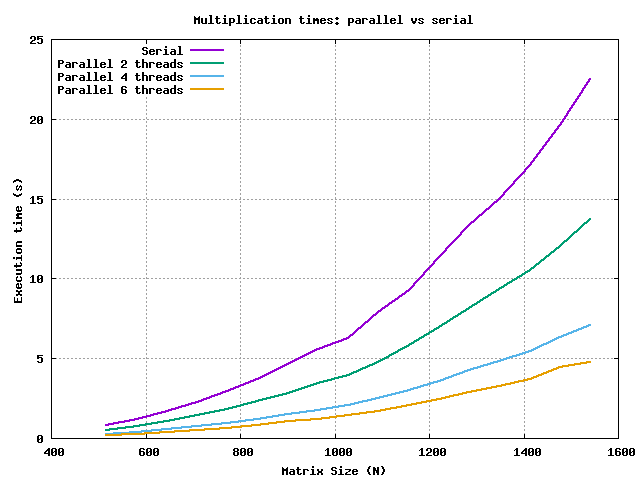 Multiplication times: parallel vs serial
25
20
15
10
5
0
Execution time (s)
Serial
Parallel 2 threads
Parallel 4 threads
Parallel 6 threads
400
600
800
1000
1200
1400
1600
Matrix Size (N)